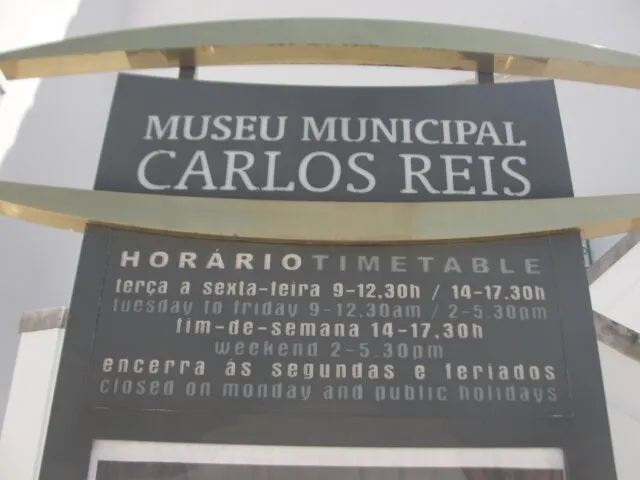 MUSEU MUNICIPAL
CARLOS REIS
HORÁRIO TIMETABLE
terça a sexta-feira 9-12.30h / 14-17.30h
tuesday to friday 9-12.30am / 2-5.30pm
fim-de-semana 14-17.30h
weekend 2-5.30pm
encerra às segundas e feriados
closed on monday and public holidays